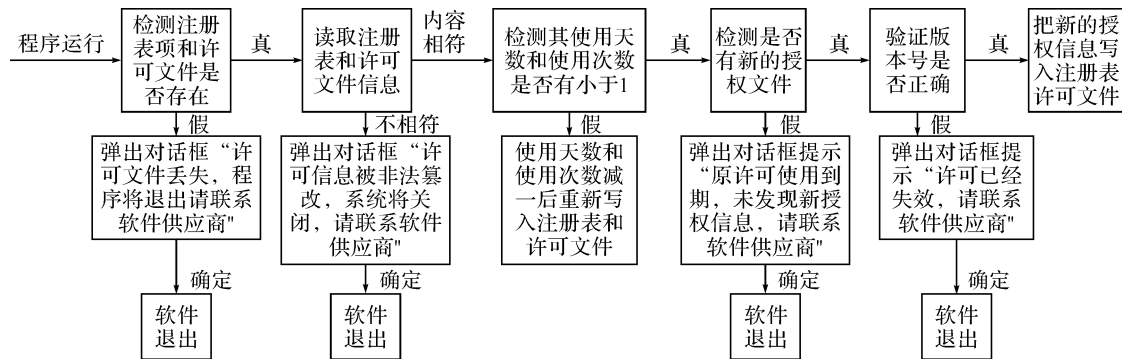 程序运行
检测注册
表项和许
可文件是
否存在
真
读取注册
表和许可
文件信息
内容
相符
检测其使用天
数和使用次数
是否有小于1
真
检测是否
有新的授
权文件
真
验证版
本号是
否正确
真
把新的授
权信息写
入注册表
许可文件
假
弹出对话框“许
可文件丢失，程
序将退出请联系
软件供应商"
确定
软件
退出
不相符
弹出对话框“许
可信息被非法篡
改，系统将关
闭，请联系软件
供应商"
确定
软件
退出
假
使用天数和
使用次数减
一后重新写
入注册表和
许可文件
假
弹出对话框提示
“原许可使用到
期，未发现新授
权信息，请联系
软件供应商"
确定
软件
退出
假
弹出对话框提
示“许可已经
失效，请联系
软件供应商"
确定
软件
退出